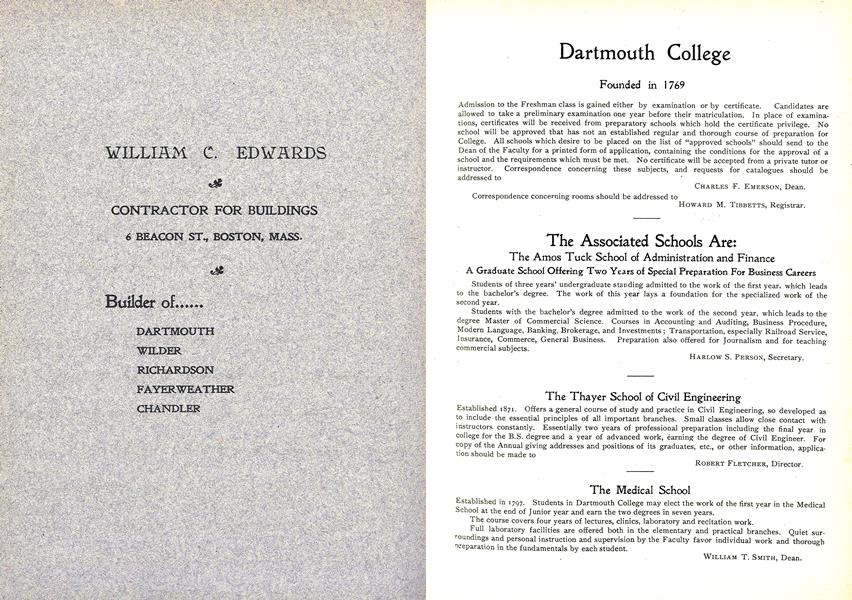 WILLIAM C. EDWARDS
CONTRACTOR FOR BUILDINGS
6 BEACON ST., BOSTON, MASS.
Builder of......
DARTMOUTH
WILDER
RICHARDSON
FAYERWEATHER
CHANDLER
Dartmouth College
Founded in 1769
Admission to the Freshman class is gained either by examination or by certificate. Candidates are
allowed to take a preliminary examination one year before their matriculation. In place of examina-
tions, certificates will be received from preparatory schools which hold the certificate privilege. No
school will be approved that has not an established regular and thorough course of preparation for
College. All schools which desire to be placed on the list of "approved schools" should send to the
Dean of the Faculty for a printed form of application, containing the conditions for the approval of a
school and the requirements which must be met. No certificate will be accepted from a private tutor or
instructor. Correspondence concerning these subjects, and requests for catalogues should be
addressed to
CHARLES F. EMERSON, Dean.
Correspondence concerning rooms should be addressed to
HOWARD M. TIBBETTS, Registrar.
The Associated Schools Are:
The Amos Tuck School of Administration and Finance
A Graduate School Offering Two Years of Special Preparation For Business Careers
Students of three years' undergraduate standing admitted to the work of the first year, which leads
to the bachelor's degree. The work of this year lays a foundation for the specialized work of the
second year.
Students with the bachelor's degree admitted to the work of the second year, which leads to the
degree Master of Commercial Science. Courses in Accounting and Auditing, Business Procedure,
Modern Language, Banking, Brokerage, and Investments; Transportation, especially Railroad Service,
Insurance, Commerce, General Business. Preparation also offered for Journalism and for teaching
commercial subjects.
HARLOW S. PERSON, Secretary.
The Thayer School of Civil Engineering
Established 1871. Offers a general course of study and practice in Civil Engineering, so developed as
to include the essential principles of all important branches. Small classes allow close contact with
instructors constantly. Essentially two years of professional preparation including the final year in
college for the B.S. degree and a year of advanced work, earning the degree of Civil Engineer. For
copy of the Annual giving addresses and positions of its graduates, etc., or other information, applica-
tion should be made to
ROBERT FLETCHER, Director.
The Medical School
Established in 1797. Students in Dartmouth College may elect the work of the first year in the Medical
School at the end of Junior year and earn the two degrees in seven years.
The course covers four years of lectures, clinics, laboratory and recitation work.
Full laboratory facilities are offered both in the elementary and practical branches. Quiet sur-
roundings and personal instruction and supervision by the Faculty favor individual work and thorough
preparation in the fundamentals by each student.
WILLIAM T. SMITH, Dean.